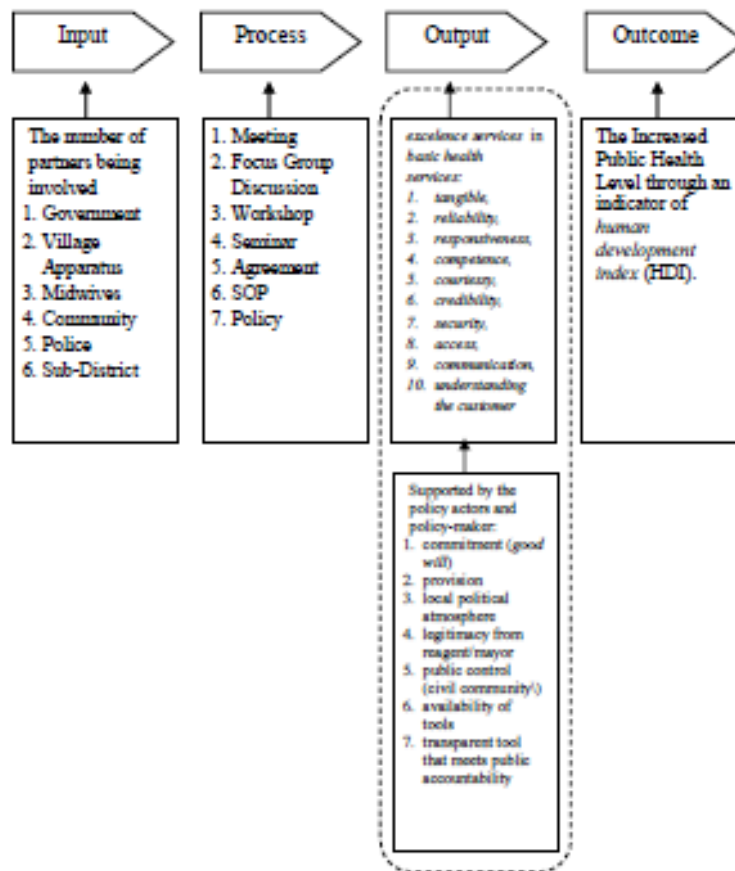 Input
Process
Output
Outcome
The number of
partners being
involved
1. Government
2. Village
Apparatus
3. Midwives
4. Community
5. Police
6. Sub-District
1. Meeting
2. Focus Group
Discussion
3. Workshop
4. Seminar
5. Agreement
6. SOP
7. Policy
excelence services in
basic health
services:
1. tangible,
2. reliability,
3. responsiveness,
4. competence,
5. courtessy,
6. credibility,
7. security,
8. access,
9. communication,
10. understanding
the customer
The Increased
Public Health
Level through an
indicator of
human
development
index (HDI).
Supported by the
policy actors and
policy-maker:
1. commitment (good
will)
2. provision
3. local political
atmosphere
4. legitimacy from
reagent/mayor
5. public control
(civil community\)
6. availability of
tools
7. transparent tool
that meets public
accountability